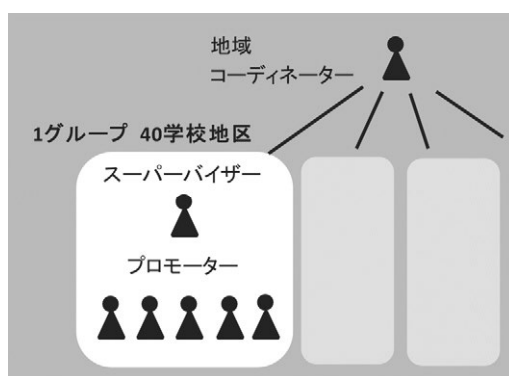 地域
コーディネーター
1グループ 40学校地区
スーパーバイザー
プロモーター